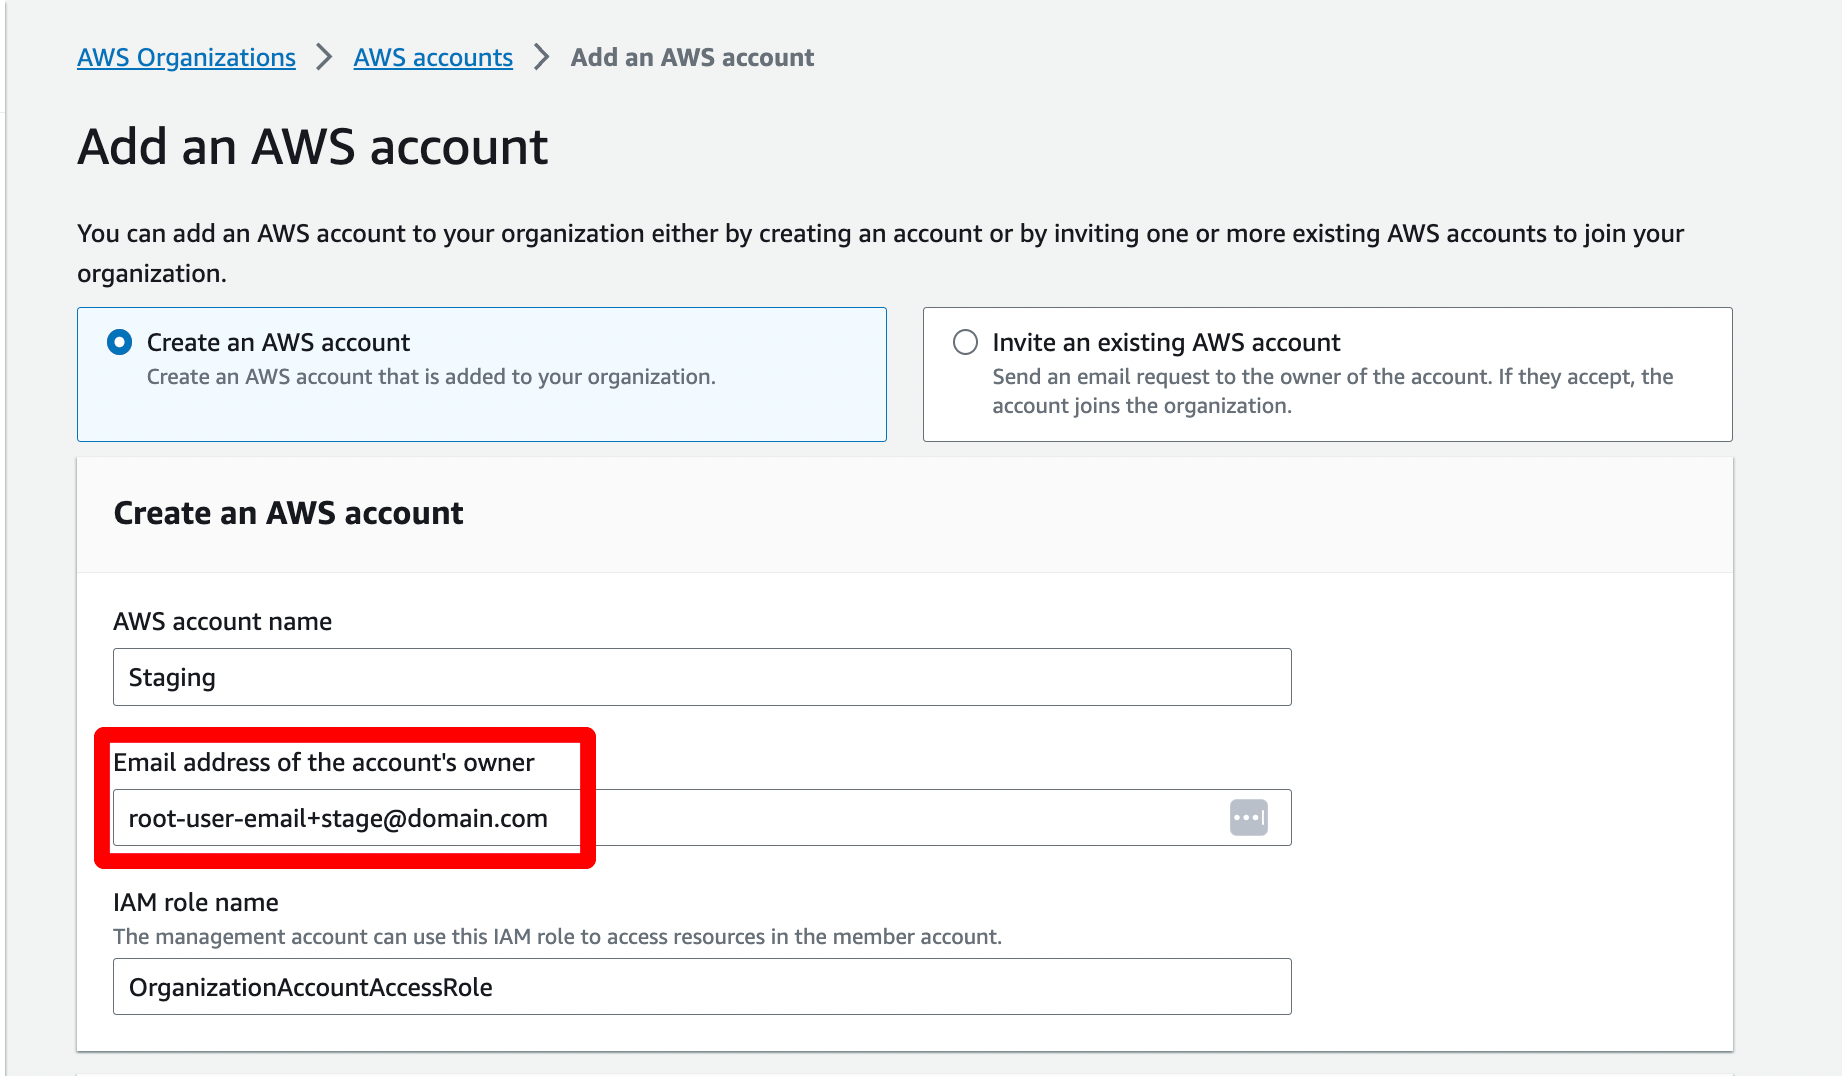 AWS Organizations > AWS accounts > Add an AWS account
Add an AWS account
You can add an AWS account to your organization either by creating an account or by inviting one or more existing AWS accounts to join your
organization.
Create an AWS account
Create an AWS account that is added to your organization.
Invite an existing AWS account
Send an email request to the owner of the account. If they accept, the
account joins the organization.
Create an AWS account
AWS account name
Staging
Email address of the account's owner
root-user-email+stage@domain.com
IAM role name
The management account can use this IAM role to access resources in the member account.
OrganizationAccountAccessRole